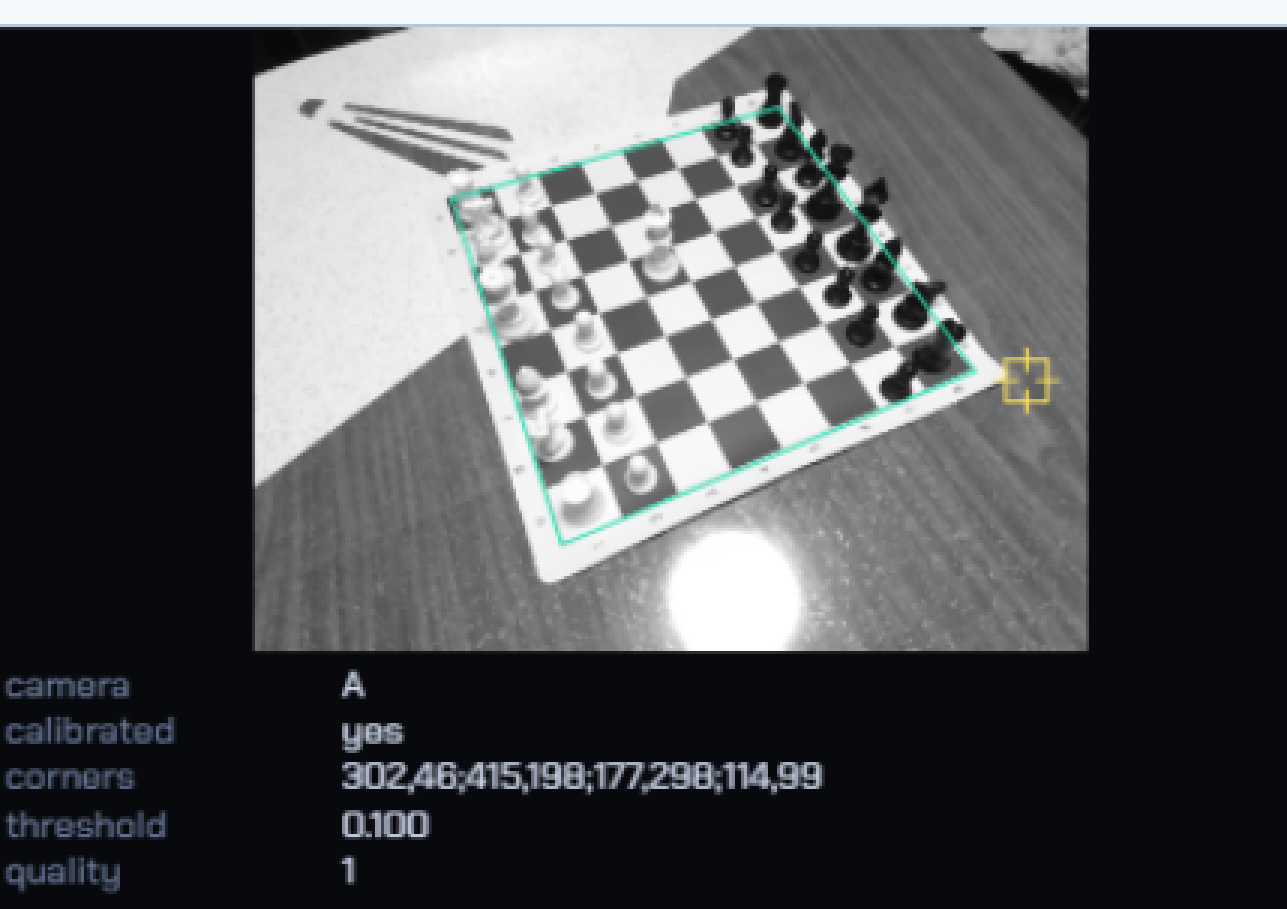 camera A
calibrated yes
corners 302,46;415,198;177,298;114,99
threshold 0.100
quality 1